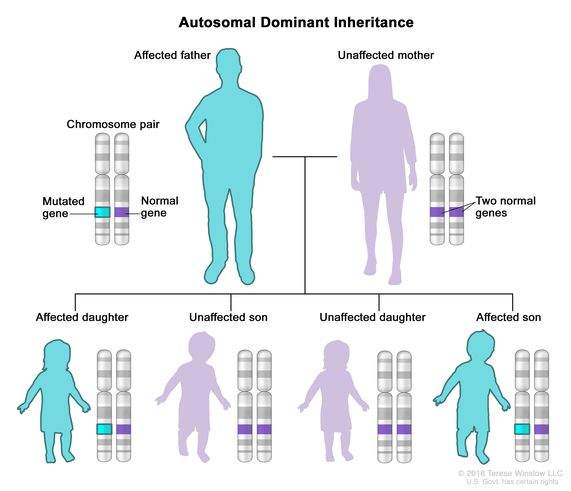 Autosomal Dominant Inheritance
Affected father
Unaffected mother
Chromosome pair
Mutated
gene
Normal
gene
Two normal
genes
Affected daughter
Unaffected son
Unaffected daughter
Affected son
© 2016 Terese Winslow LLC
U.S. Govt. has certain rights